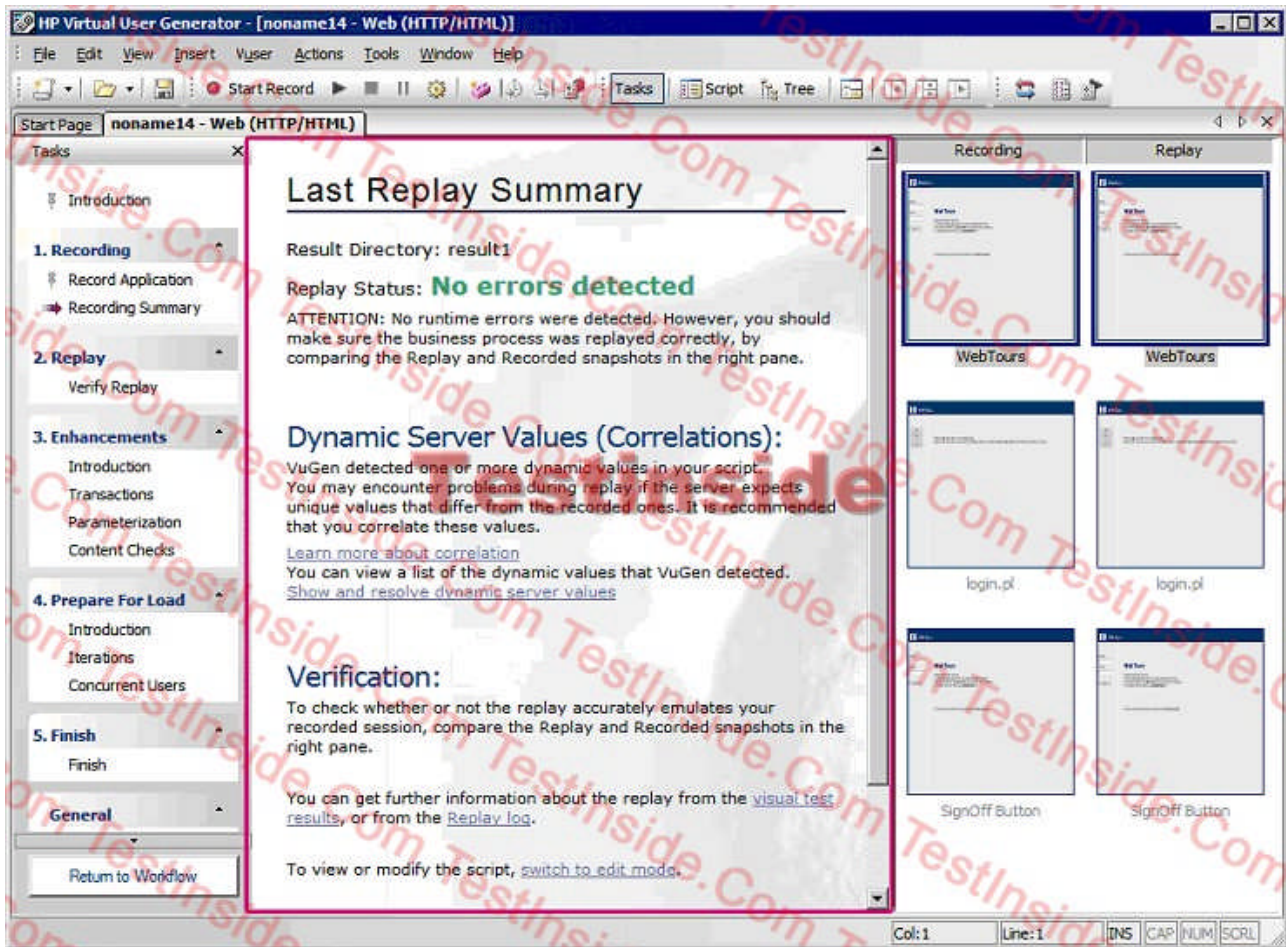 HP Virtual User Generator - [noname14 - Web (HTTP/HTML)]
File Edit View Insert Vuser Actions Tools Window Help
Start Record Tasks Script Tree
Start Page noname14 - Web (HTTP/HTML)
Tasks
Introduction
1. Recording
Record Application
Recording Summary
2. Replay
Verify Replay
3. Enhancements
Introduction
Transactions
Parameterization
Content Checks
4. Prepare For Load
Introduction
Iterations
Concurrent Users
5. Finish
Finish
General
Return to Workflow
Last Replay Summary
Result Directory: result1
Replay Status: No errors detected
ATTENTION: No runtime errors were detected. However, you should
make sure the business process was replayed correctly, by
comparing the Replay and Recorded snapshots in the right pane.
Dynamic Server Values (Correlations):
VuGen detected one or more dynamic values in your script.
You may encounter problems during replay if the server expects
unique values that differ from the recorded ones. It is recommended
that you correlate these values.
Learn more about correlation
You can view a list of the dynamic values that VuGen detected.
Show and resolve dynamic server values
Verification:
To check whether or not the replay accurately emulates your
recorded session, compare the Replay and Recorded snapshots in the
right pane.
You can get further information about the replay from the visual test
results, or from the Replay log.
To view or modify the script, switch to edit mode.
Recording Replay
WebTours WebTours
login.pl login.pl
SignOff Button SignOff Button
Col:1 Line:1 INS CAP NUM SCRL
TestInside
TestInside.Com